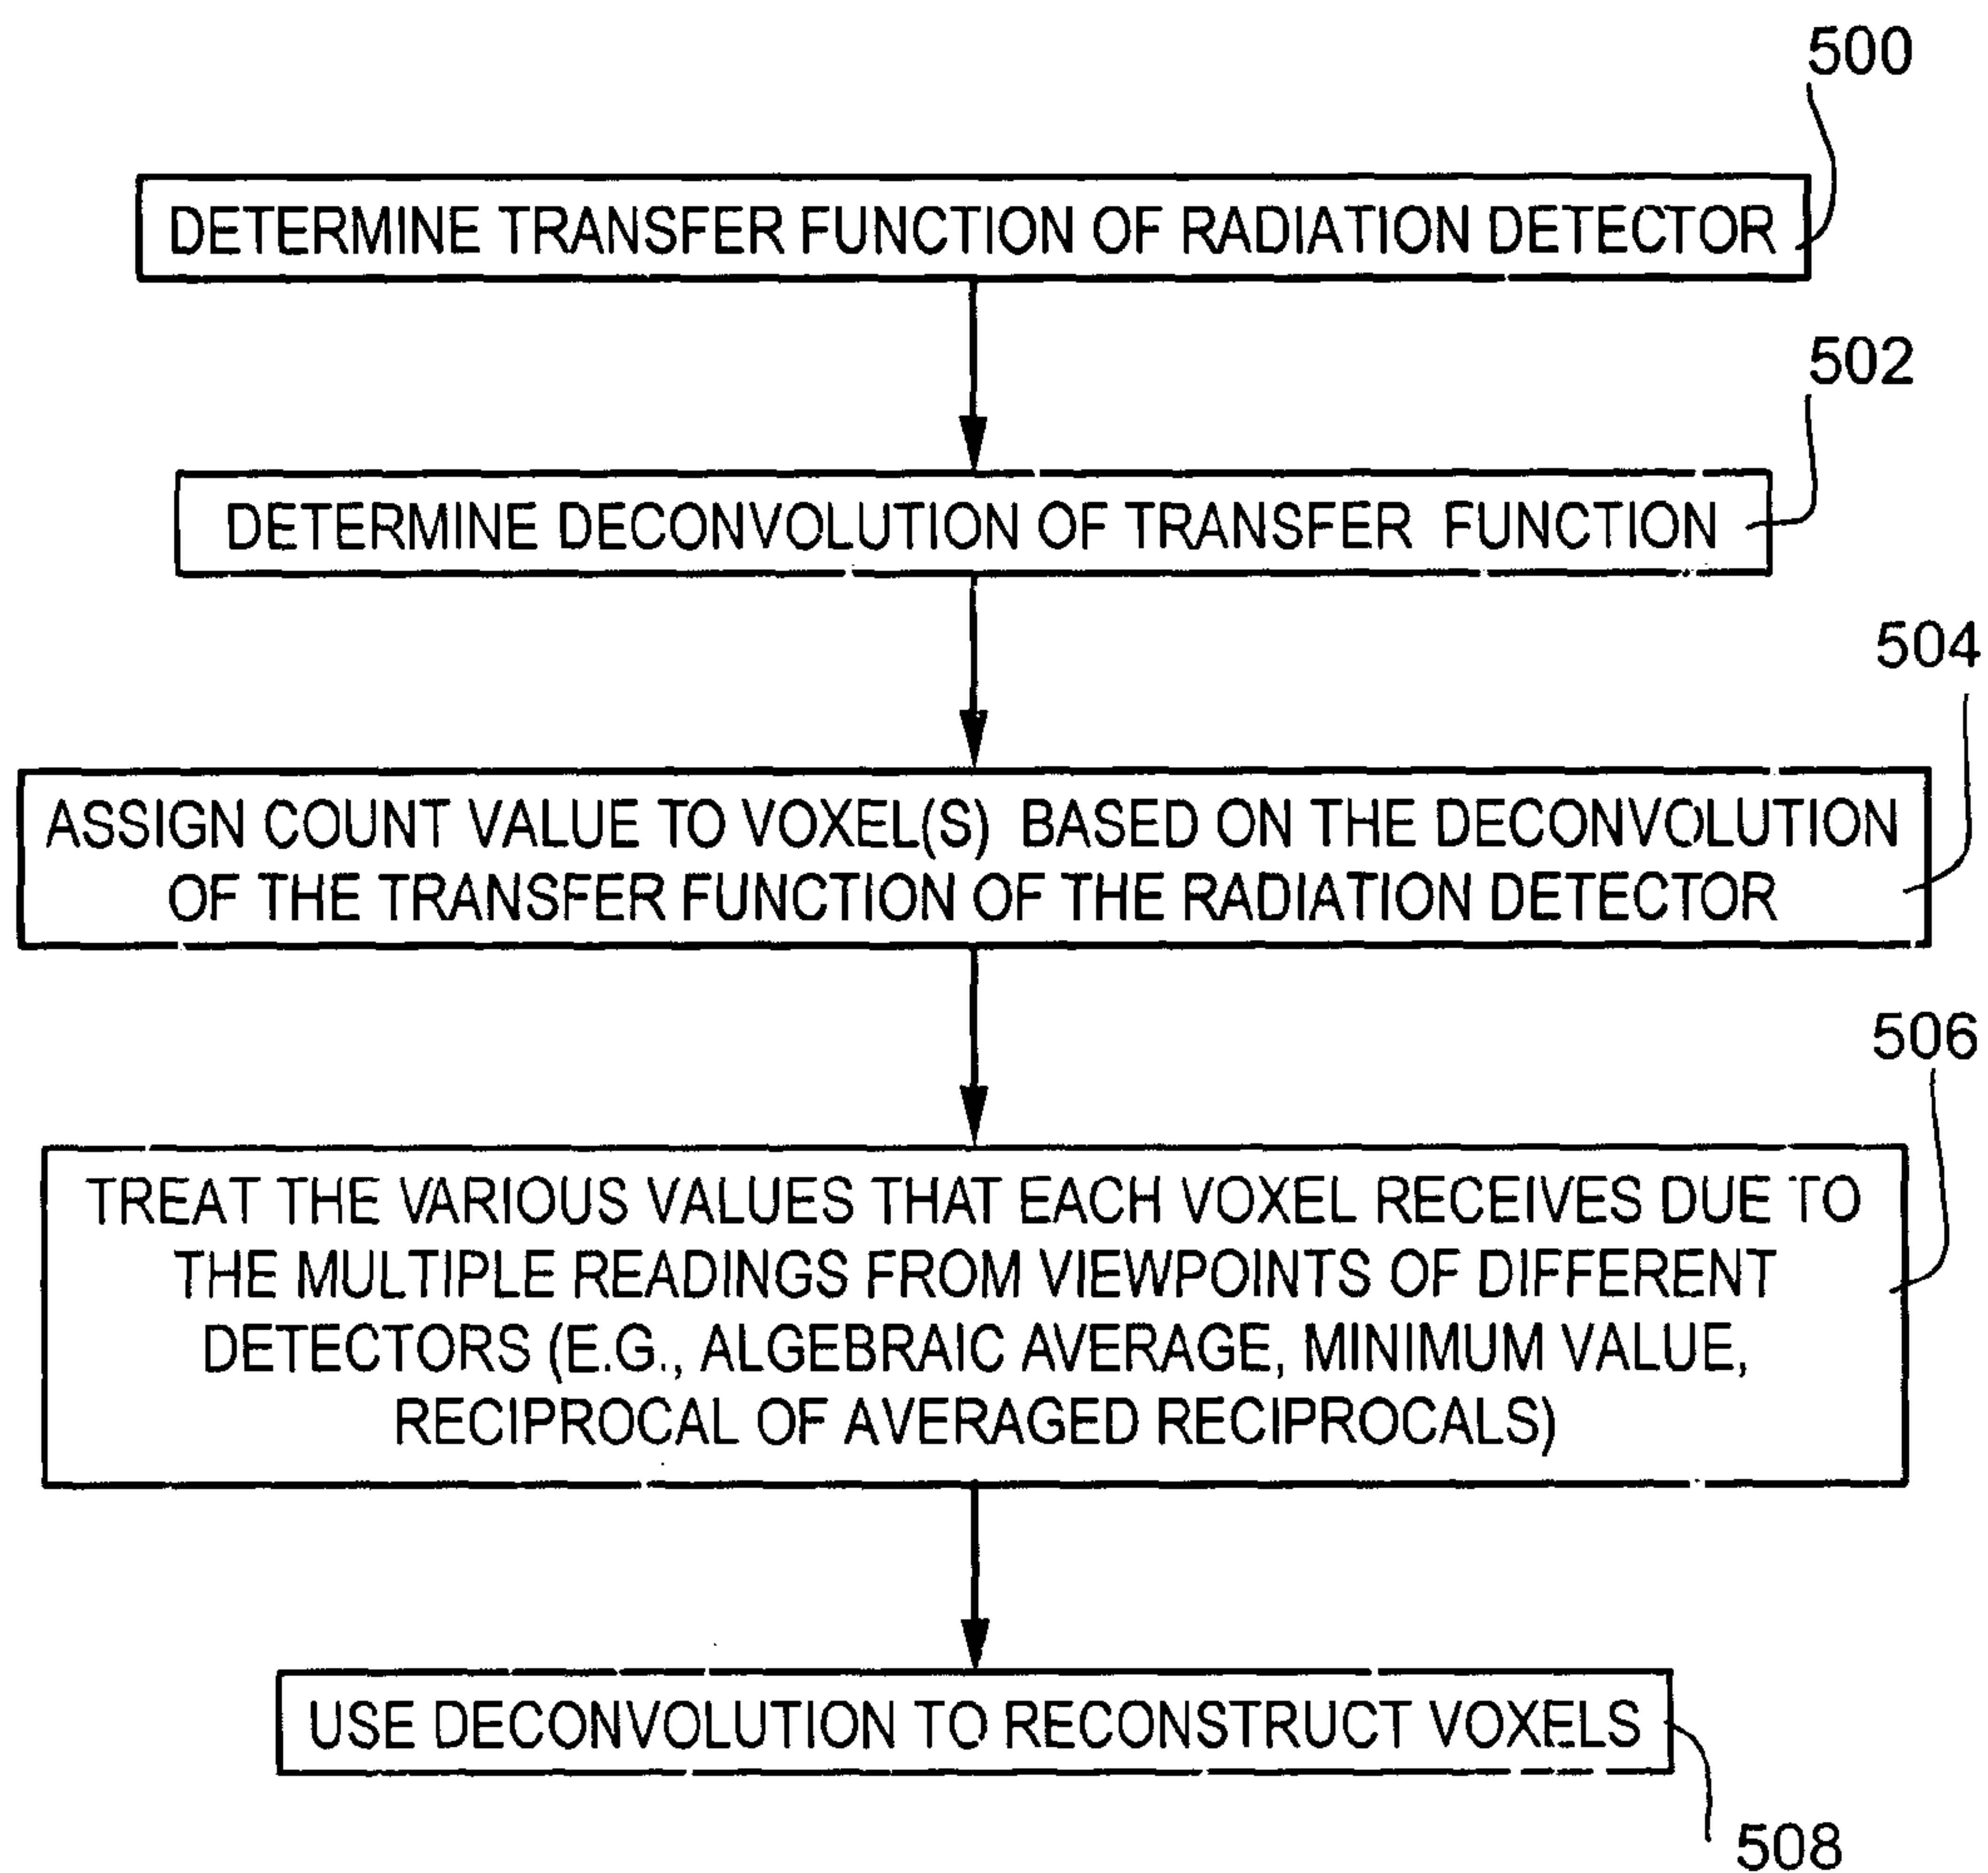 500
DETERMINE TRANSFER FUNCTION OF RADIATION DETECTOR
502
DETERMINE DECONVOLUTION OF TRANSFER FUNCTION
504
ASSIGN COUNT VALUE TO VOXEL(S) BASED ON THE DECONVOLUTION
OF THE TRANSFER FUNCTION OF THE RADIATION DETECTOR
506
TREAT THE VARIOUS VALUES THAT EACH VOXEL RECEIVES DUE TO
THE MULTIPLE READINGS FROM VIEWPOINTS OF DIFFERENT
DETECTORS (E.G., ALGEBRAIC AVERAGE, MINIMUM VALUE,
RECIPROCAL OF AVERAGED RECIPROCALS)
USE DECONVOLUTION TO RECONSTRUCT VOXELS
508